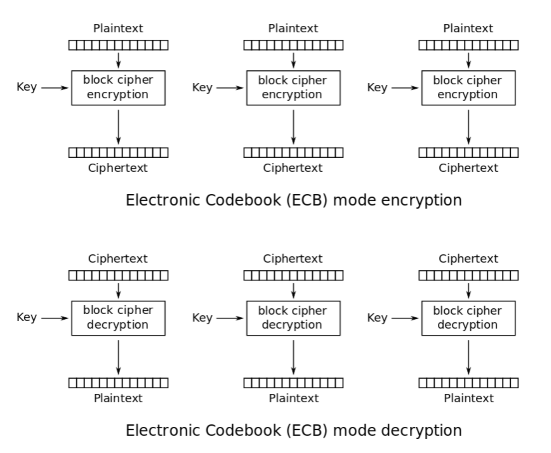 Plaintext Plaintext Plaintext
Key block cipher encryption Key block cipher encryption Key block cipher encryption
Ciphertext Ciphertext Ciphertext
Electronic Codebook (ECB) mode encryption
Ciphertext Ciphertext Ciphertext
Key block cipher decryption Key block cipher decryption Key block cipher decryption
Plaintext Plaintext Plaintext
Electronic Codebook (ECB) mode decryption